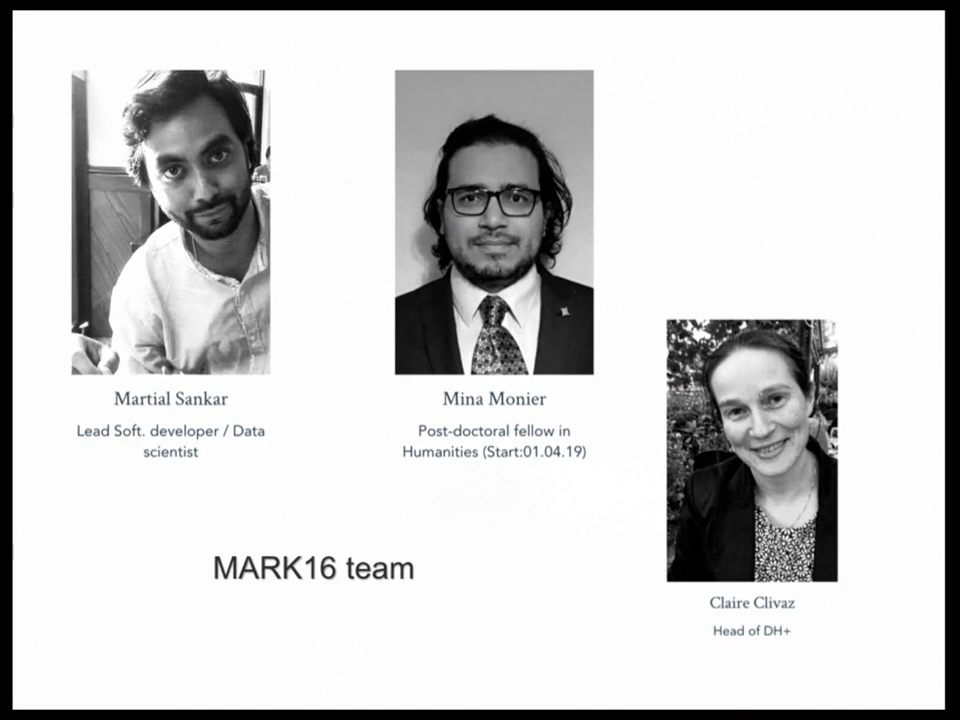 Martial Sankar
Lead Soft. developer / Data
scientist
Mina Monier
Post-doctoral fellow in
Humanities (Start:01.04.19)
MARK16 team
Claire Clivaz
Head of DH+